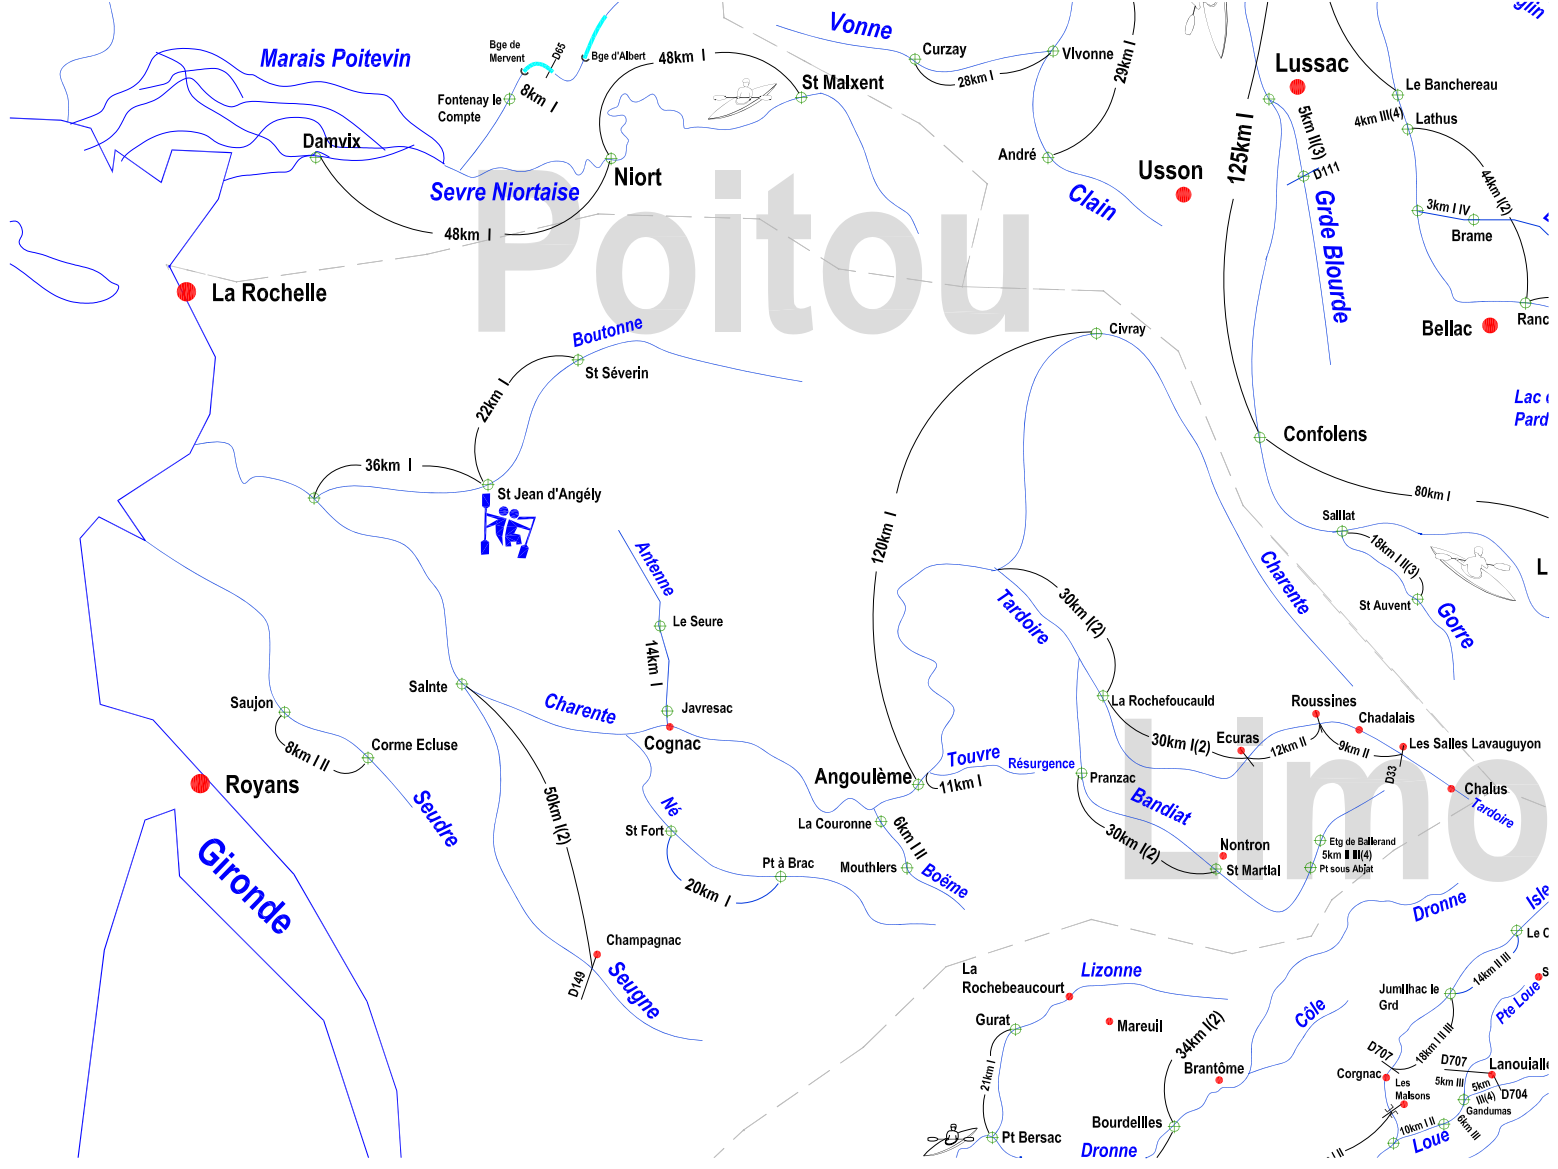 Vonne
glin
Bge de
Mervent
D65
Bge d'Albert
Marais Poitevin
48km I
St Maixent
Curzay
28km I
VIvonne
29km I
Lussac
Le Banchereau
8km I
Fontenay le
Compte
4km III(4)
Lathus
5km II(3)
Damvix
Niort
André
125km I
D111
Usson
44km I(2)
Sevre Niortaise
Clain
Grde Blourde
3km I IV
Brame
48km I
Poitou
La Rochelle
Bellac
Ranc
Boutonne
Civray
St Séverin
22km I
Lac
Pard
Confolens
36km I
St Jean d'Angély
80km I
Saillat
120km I
18km I II(3)
Antenne
Charente
L
St Auvent
Gorre
Tardoire
30km I(2)
Le Seure
14km I
Sainte
Saujon
Charente
Javresac
La Rochefoucauld
Roussines
Chadalais
Cognac
8km I II
Corme Ecluse
30km I(2)
Ecuras
12km II
9km II
Les Salles Lavauguyon
Touvre
Résurgence
Limo
Angoulème
11km I
Pranzac
D33
Royans
Chalus
Tardoire
Seudre
50km I(2)
Né
Bandiat
St Fort
La Couronne
6km I II
30km I(2)
Nontron
Etg de Ballerand
5km II III(4)
Pt sous Abjat
Pt à Brac
Mouthiers
Boëme
St Martial
Gironde
20km I
Dronne
Isle
Le C
Champagnac
D149
Seugne
La
Rochebeaucourt
Lizonne
14km II III
Jumilhac le
Grd
Pte Loue
S
Gurat
Mareuil
Côle
34km I(2)
18km I II III
21km I
Brantôme
D707
D707
Corgnac
Les
Maisons
5km III
5km
III(4)
Lanouaill
D704
Gandumas
Bourdeilles
Pt Bersac
Dronne
10km I II
6km III
Loue
I II